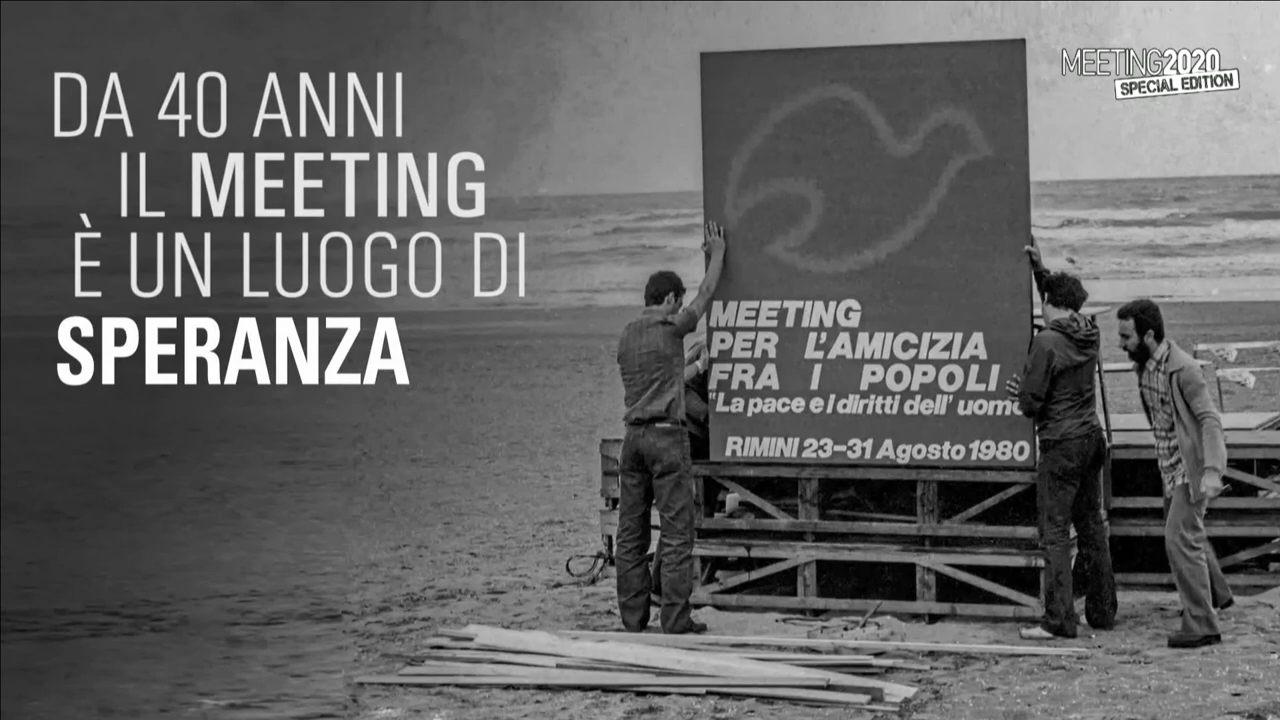 DA 40 ANNI
IL MEETING
È UN LUOGO DI
SPERANZA
MEETING2020
SPECIAL EDITION
MEETING
PER L'AMICIZIA
FRA I POPOLI
"La pace e I diritti dell' uomo
RIMINI 23-31 Agosto 1980